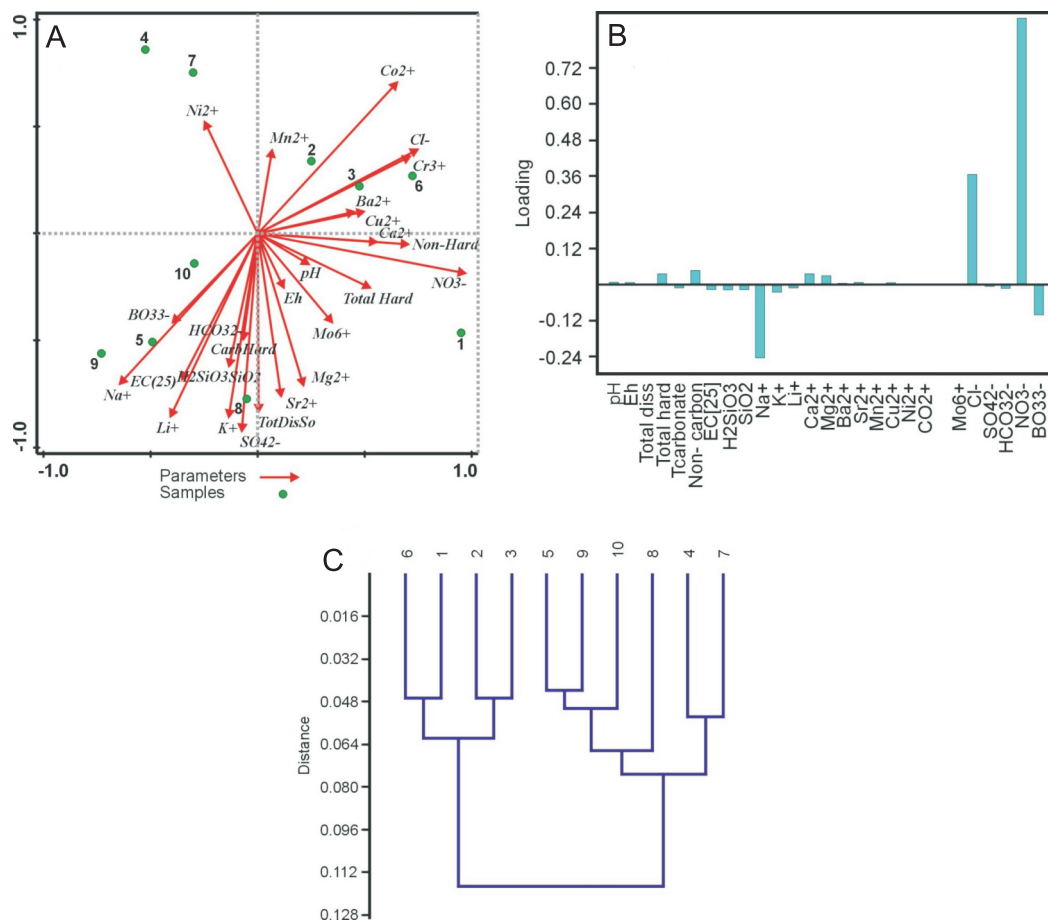 A
1.0
4
7
Co2+
Ni2+
Mn2+
2
Cl-
Cr3+
3
6
Ba2+
Cu2+
Ca2+
Non-Hard
pH
NO3-
10
Eh
Total Hard
BO33-
HCO32-
Mo6+
1
5
CarbHard
9
EC(25)
H2SiO3SiO2
Mg2+
Na+
8
Sr2+
Li+
K+
TotDisSo
SO42-
-1.0
-1.0
1.0
Parameters
Samples
B
Loading
0.72
0.60
0.48
0.36
0.24
0.12
-0.12
-0.24
pH
Eh
Total diss
Total hard
Tcarbonate
Non- carbon
EC[25]
H2SiO3
SiO2
Na+
K+
Li+
Ca2+
Mg2+
Ba2+
Sr2+
Mn2+
Cu2+
Ni2+
CO2+
Mo6+
Cl-
SO42-
HCO32-
NO3-
BO33-
C
6 1 2 3 5 9 10 8 4 7
Distance
0.016
0.032
0.048
0.064
0.080
0.096
0.112
0.128